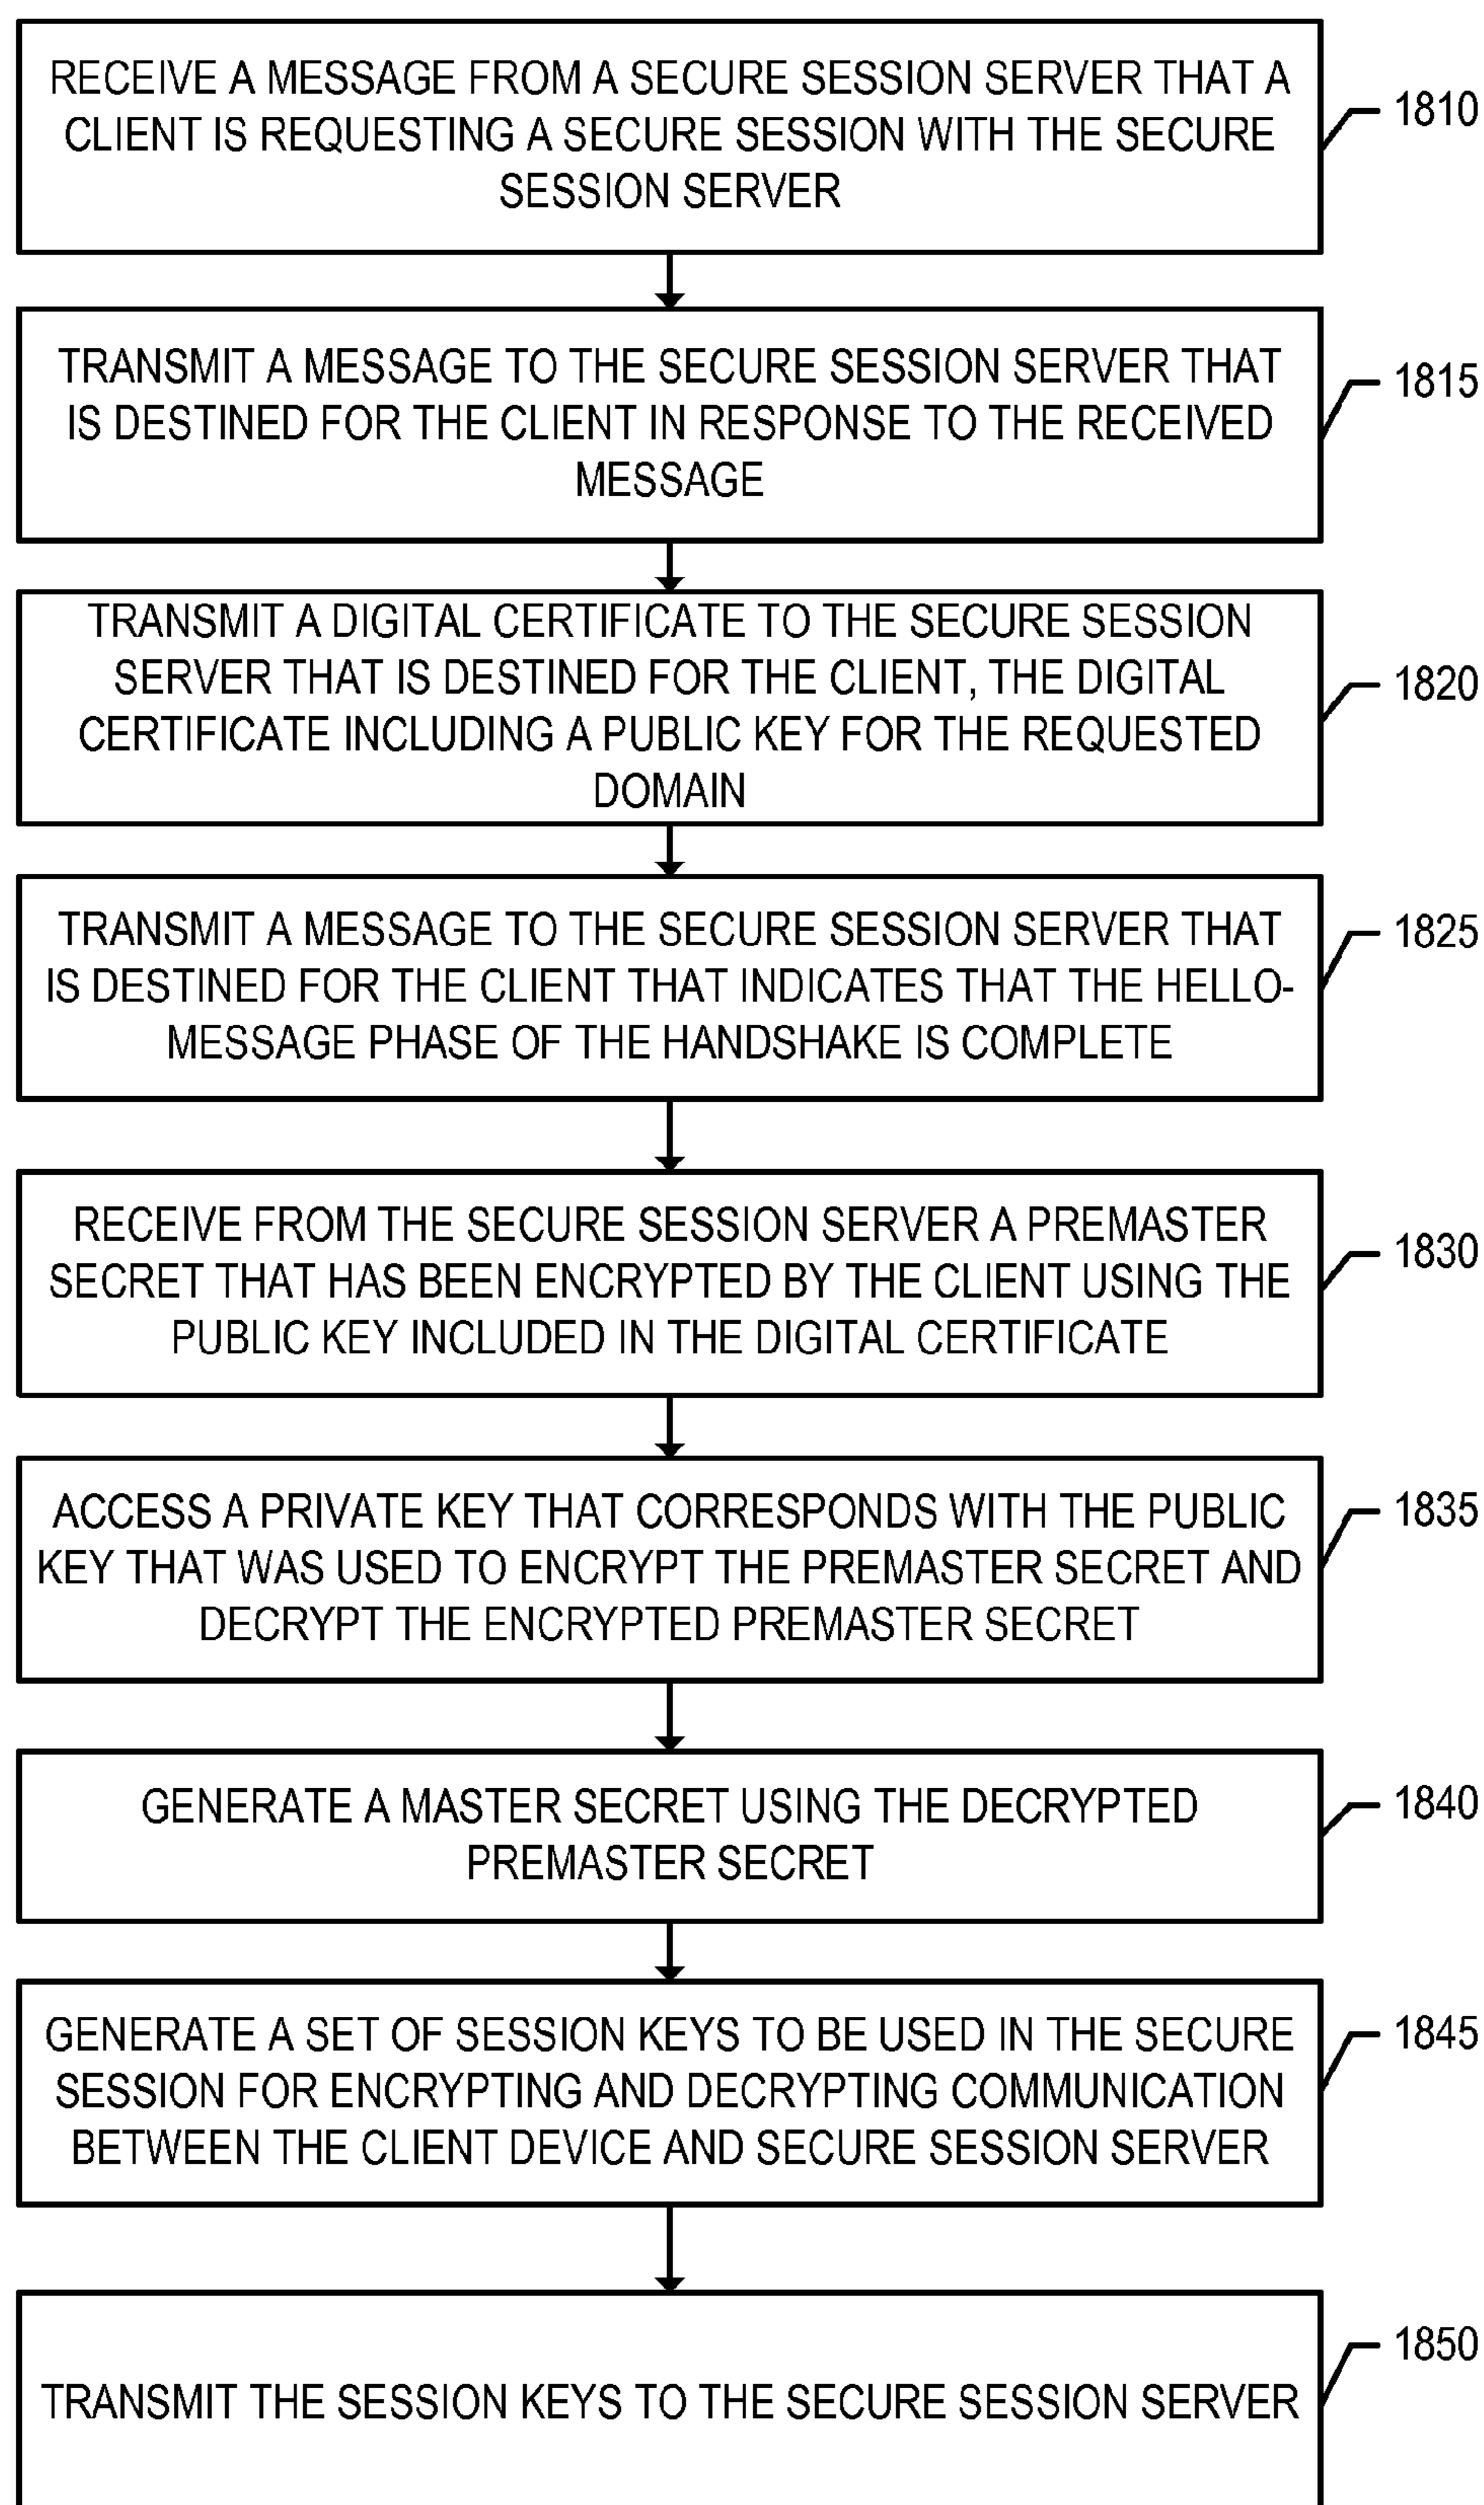 RECEIVE A MESSAGE FROM A SECURE SESSION SERVER THAT A
CLIENT IS REQUESTING A SECURE SESSION WITH THE SECURE
SESSION SERVER
1810
TRANSMIT A MESSAGE TO THE SECURE SESSION SERVER THAT
IS DESTINED FOR THE CLIENT IN RESPONSE TO THE RECEIVED
MESSAGE
1815
TRANSMIT A DIGITAL CERTIFICATE TO THE SECURE SESSION
SERVER THAT IS DESTINED FOR THE CLIENT, THE DIGITAL
CERTIFICATE INCLUDING A PUBLIC KEY FOR THE REQUESTED
DOMAIN
1820
TRANSMIT A MESSAGE TO THE SECURE SESSION SERVER THAT
IS DESTINED FOR THE CLIENT THAT INDICATES THAT THE HELLO-
MESSAGE PHASE OF THE HANDSHAKE IS COMPLETE
1825
RECEIVE FROM THE SECURE SESSION SERVER A PREMASTER
SECRET THAT HAS BEEN ENCRYPTED BY THE CLIENT USING THE
PUBLIC KEY INCLUDED IN THE DIGITAL CERTIFICATE
1830
ACCESS A PRIVATE KEY THAT CORRESPONDS WITH THE PUBLIC
KEY THAT WAS USED TO ENCRYPT THE PREMASTER SECRET AND
DECRYPT THE ENCRYPTED PREMASTER SECRET
1835
GENERATE A MASTER SECRET USING THE DECRYPTED
PREMASTER SECRET
1840
GENERATE A SET OF SESSION KEYS TO BE USED IN THE SECURE
SESSION FOR ENCRYPTING AND DECRYPTING COMMUNICATION
BETWEEN THE CLIENT DEVICE AND SECURE SESSION SERVER
1845
TRANSMIT THE SESSION KEYS TO THE SECURE SESSION SERVER
1850